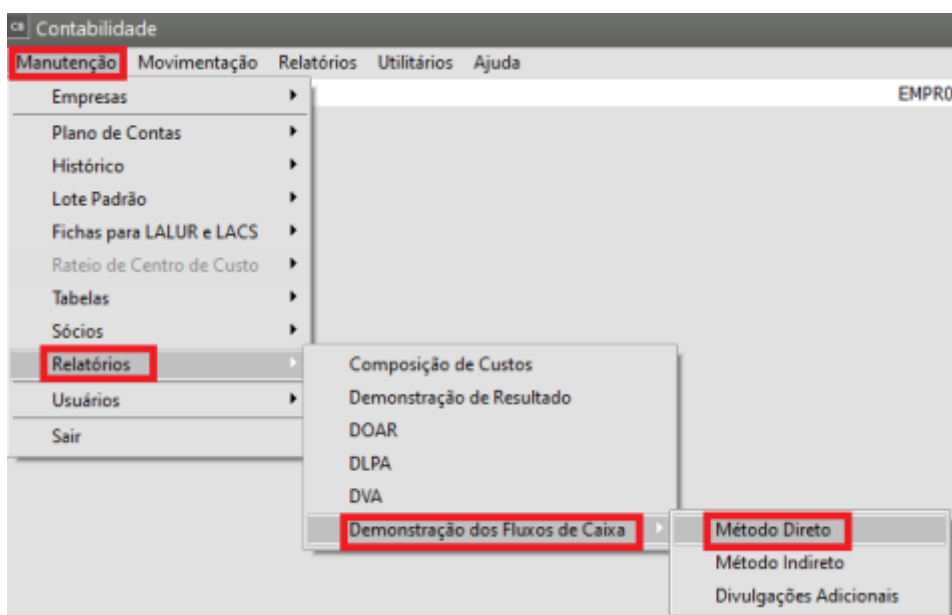 CB Contabilidade
Manutenção Movimentação Relatórios Utilitários Ajuda
Empresas
EMPR0
Plano de Contas
Histórico
Lote Padrão
Fichas para LALUR e LACS
Rateio de Centro de Custo
Tabelas
Sócios
Relatórios
Usuários
Sair
Composição de Custos
Demonstração de Resultado
DOAR
DLPA
DVA
Demonstração dos Fluxos de Caixa
Método Direto
Método Indireto
Divulgações Adicionais